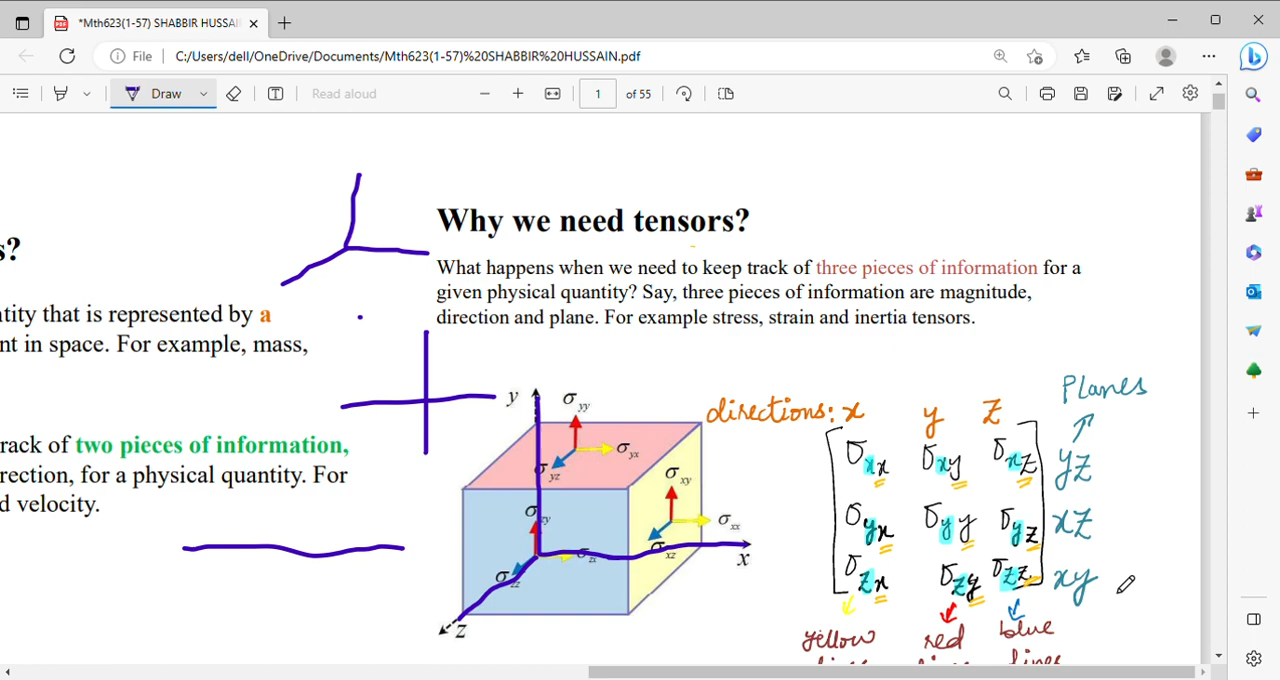 *Mth623(1-57) SHABBIR HUSSAI
File
C:/Users/dell/OneDrive/Documents/Mth623(1-57)%20SHABBIR%20HUSSAIN.pdf
Draw
Read aloud
1 of 55
s?
ntity that is represented by a
nt in space. For example, mass,
rack of two pieces of information,
rection, for a physical quantity. For
d velocity.
Why we need tensors?
What happens when we need to keep track of three pieces of information for a
given physical quantity? Say, three pieces of information are magnitude,
direction and plane. For example stress, strain and inertia tensors.
y
σyy
σyx
σyz
σxy
σxx
σxz
σzx
x
z
Planes
directions: x y z
σxx σxy σxz yz
σyx σyy σyz xz
σzx σzy σzz xy
yellow red blue
lines